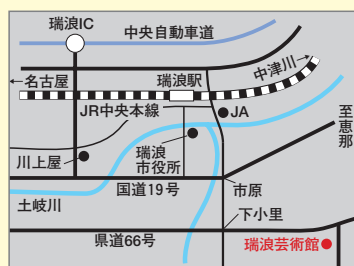 瑞浪IC
中央自動車道
←名古屋
瑞浪駅
中津川
JR中央本線
JA
至恵那
川上屋
瑞浪
市役所
国道19号
市原
土岐川
下小里
県道66号
瑞浪芸術館